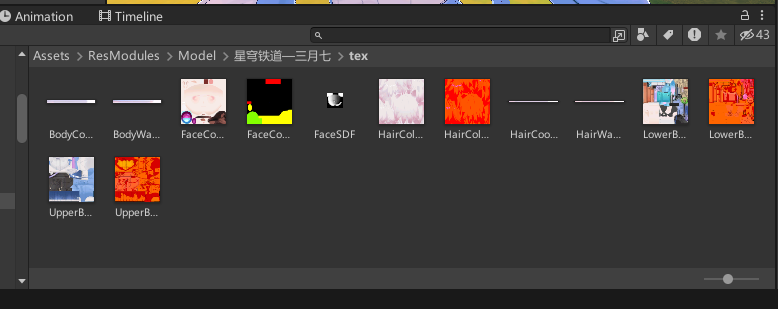 Animation Timeline
43
Assets > ResModules > Model > 星穹铁道—三月七 > tex
BodyCo... BodyWa... FaceCo... FaceCo... FaceSDF HairCol... HairCol... HairCoo... HairWa... LowerB... LowerB...
UpperB... UpperB...